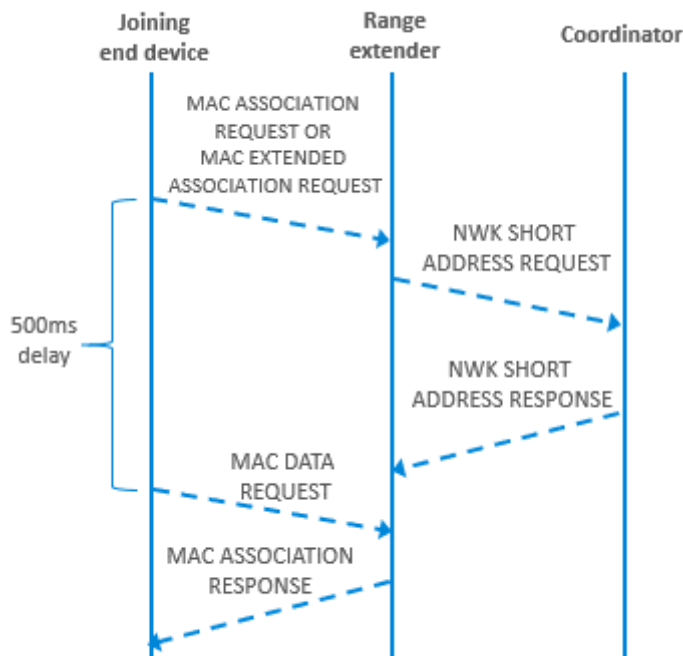 Joining
end device
Range
extender
Coordinator
MAC ASSOCIATION
REQUEST OR
MAC EXTENDED
ASSOCIATION REQUEST
NWK SHORT
ADDRESS REQUEST
500ms
delay
NWK SHORT
ADDRESS RESPONSE
MAC DATA
REQUEST
MAC ASSOCIATION
RESPONSE